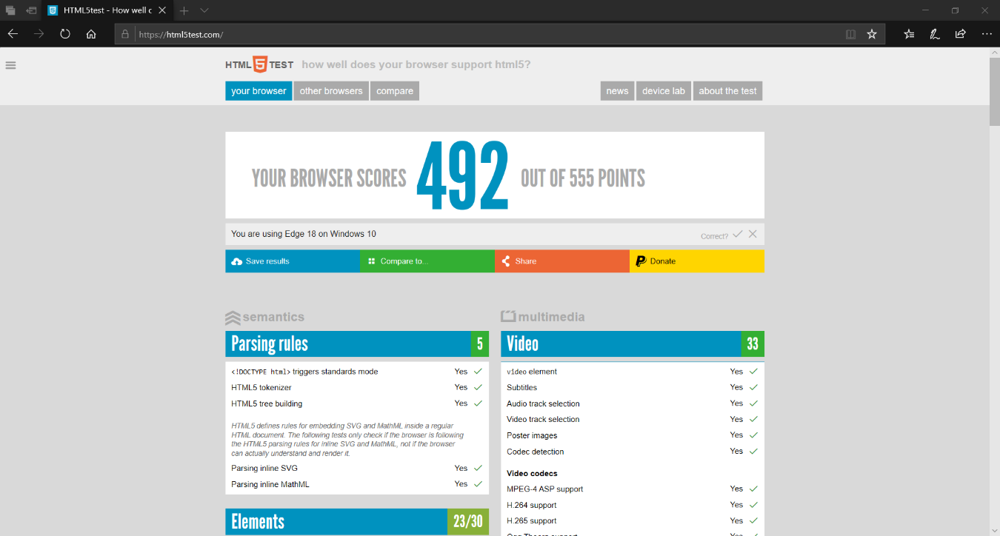 HTML5test - How well c
https://html5test.com/
HTML 5 TEST how well does your browser support html5?
your browser other browsers compare news device lab about the test
YOUR BROWSER SCORES 492 OUT OF 555 POINTS
You are using Edge 18 on Windows 10 Correct?
Save results Compare to... Share Donate
semantics
Parsing rules 5
<!DOCTYPE html> triggers standards mode Yes
HTML5 tokenizer Yes
HTML5 tree building Yes
HTML5 defines rules for embedding SVG and MathML inside a regular
HTML document. The following tests only check if the browser is following
the HTML5 parsing rules for inline SVG and MathML, not if the browser
can actually understand and render it.
Parsing inline SVG Yes
Parsing inline MathML Yes
Elements 23/30
multimedia
Video 33
video element Yes
Subtitles Yes
Audio track selection Yes
Video track selection Yes
Poster images Yes
Codec detection Yes
Video codecs
MPEG-4 ASP support Yes
H.264 support Yes
H.265 support Yes
Ogg Theora support Yes